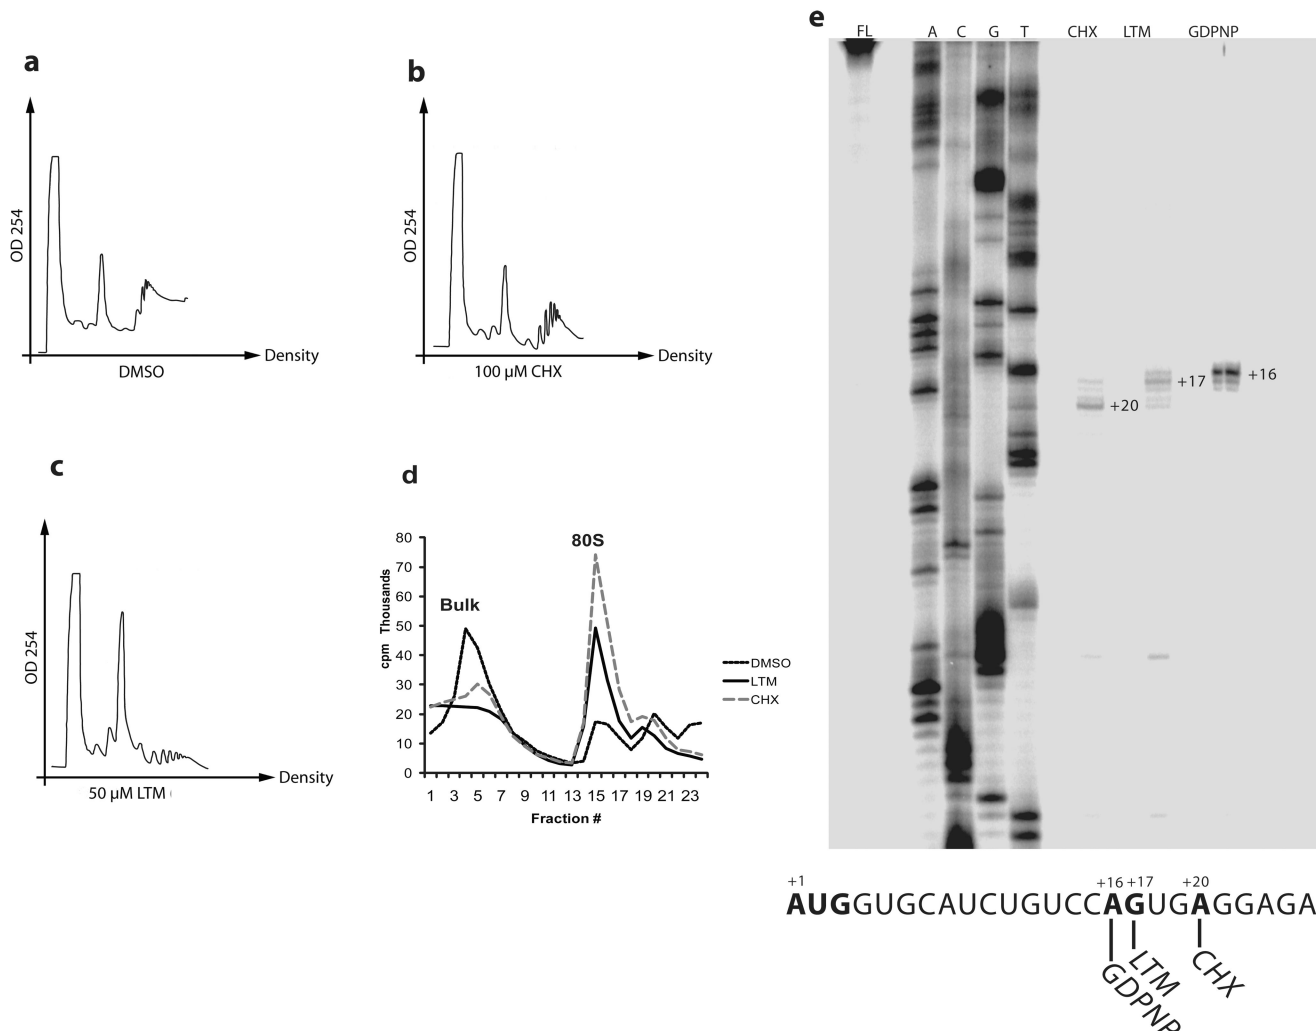 a
OD 254
Density
DMSO
b
OD 254
Density
100 µM CHX
c
OD 254
Density
50 µM LTM
d
cpm Thousands
80
70
60
50
40
30
20
10
0
Bulk
80S
1 3 5 7 9 11 13 15 17 19 21 23
Fraction #
DMSO
LTM
CHX
e
FL A C G T CHX LTM GDPNP
+16
+17
+20
+1 +16 +17 +20
AUGGUGCAUCUGUCCAGUGAGGAGA
GDPNP
LTM
CHX